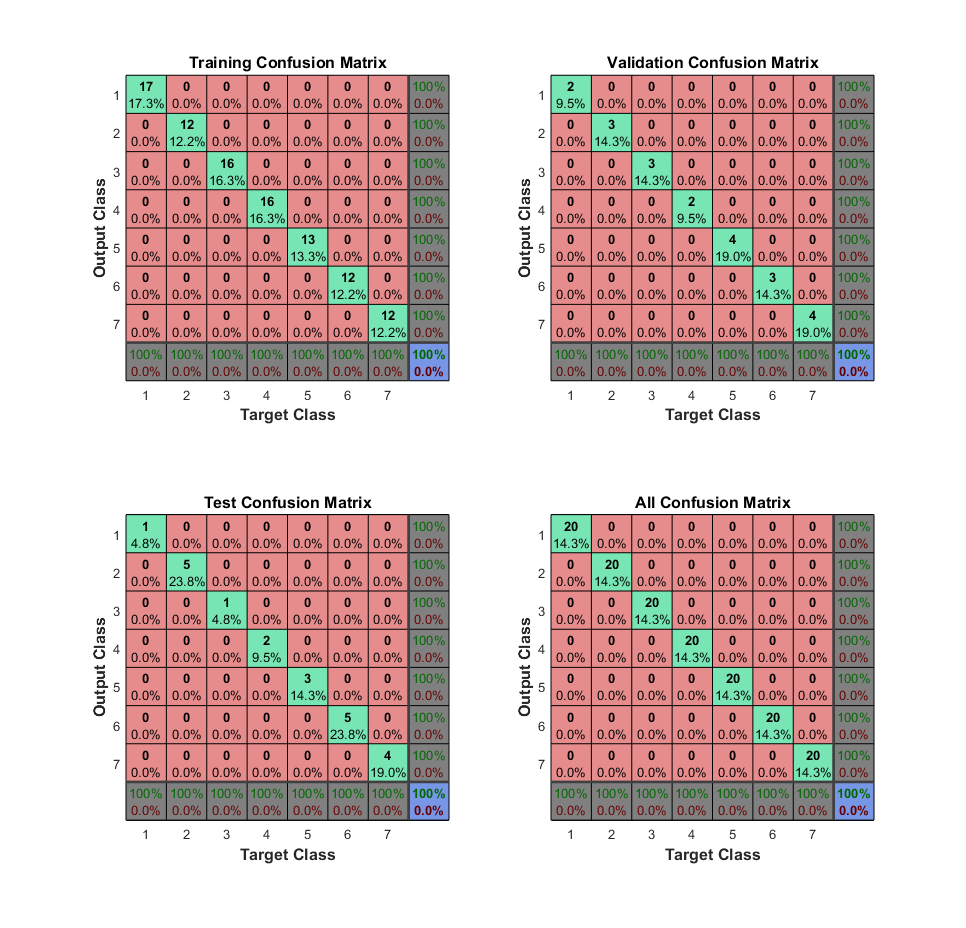 Training Confusion Matrix
17 0 0 0 0 0 0 100%
1
17.3% 0.0% 0.0% 0.0% 0.0% 0.0% 0.0% 0.0%
0 12 0 0 0 0 0 100%
2
0.0% 12.2% 0.0% 0.0% 0.0% 0.0% 0.0% 0.0%
0 0 16 0 0 0 0 100%
3
0.0% 0.0% 16.3% 0.0% 0.0% 0.0% 0.0% 0.0%
0 0 0 16 0 0 0 100%
4
0.0% 0.0% 0.0% 16.3% 0.0% 0.0% 0.0% 0.0%
0 0 0 0 13 0 0 100%
5
0.0% 0.0% 0.0% 0.0% 13.3% 0.0% 0.0% 0.0%
0 0 0 0 0 12 0 100%
6
0.0% 0.0% 0.0% 0.0% 0.0% 12.2% 0.0% 0.0%
0 0 0 0 0 0 12 100%
7
0.0% 0.0% 0.0% 0.0% 0.0% 0.0% 12.2% 0.0%
100% 100% 100% 100% 100% 100% 100% 100%
0.0% 0.0% 0.0% 0.0% 0.0% 0.0% 0.0% 0.0%
1 2 3 4 5 6 7
Target Class
Output Class
Validation Confusion Matrix
2 0 0 0 0 0 0 100%
1
9.5% 0.0% 0.0% 0.0% 0.0% 0.0% 0.0% 0.0%
0 3 0 0 0 0 0 100%
2
0.0% 14.3% 0.0% 0.0% 0.0% 0.0% 0.0% 0.0%
0 0 3 0 0 0 0 100%
3
0.0% 0.0% 14.3% 0.0% 0.0% 0.0% 0.0% 0.0%
0 0 0 2 0 0 0 100%
4
0.0% 0.0% 0.0% 9.5% 0.0% 0.0% 0.0% 0.0%
0 0 0 0 4 0 0 100%
5
0.0% 0.0% 0.0% 0.0% 19.0% 0.0% 0.0% 0.0%
0 0 0 0 0 3 0 100%
6
0.0% 0.0% 0.0% 0.0% 0.0% 14.3% 0.0% 0.0%
0 0 0 0 0 0 4 100%
7
0.0% 0.0% 0.0% 0.0% 0.0% 0.0% 19.0% 0.0%
100% 100% 100% 100% 100% 100% 100% 100%
0.0% 0.0% 0.0% 0.0% 0.0% 0.0% 0.0% 0.0%
1 2 3 4 5 6 7
Target Class
Output Class
Test Confusion Matrix
1 0 0 0 0 0 0 100%
1
4.8% 0.0% 0.0% 0.0% 0.0% 0.0% 0.0% 0.0%
0 5 0 0 0 0 0 100%
2
0.0% 23.8% 0.0% 0.0% 0.0% 0.0% 0.0% 0.0%
0 0 1 0 0 0 0 100%
3
0.0% 0.0% 4.8% 0.0% 0.0% 0.0% 0.0% 0.0%
0 0 0 2 0 0 0 100%
4
0.0% 0.0% 0.0% 9.5% 0.0% 0.0% 0.0% 0.0%
0 0 0 0 3 0 0 100%
5
0.0% 0.0% 0.0% 0.0% 14.3% 0.0% 0.0% 0.0%
0 0 0 0 0 5 0 100%
6
0.0% 0.0% 0.0% 0.0% 0.0% 23.8% 0.0% 0.0%
0 0 0 0 0 0 4 100%
7
0.0% 0.0% 0.0% 0.0% 0.0% 0.0% 19.0% 0.0%
100% 100% 100% 100% 100% 100% 100% 100%
0.0% 0.0% 0.0% 0.0% 0.0% 0.0% 0.0% 0.0%
1 2 3 4 5 6 7
Target Class
Output Class
All Confusion Matrix
20 0 0 0 0 0 0 100%
1
14.3% 0.0% 0.0% 0.0% 0.0% 0.0% 0.0% 0.0%
0 20 0 0 0 0 0 100%
2
0.0% 14.3% 0.0% 0.0% 0.0% 0.0% 0.0% 0.0%
0 0 20 0 0 0 0 100%
3
0.0% 0.0% 14.3% 0.0% 0.0% 0.0% 0.0% 0.0%
0 0 0 20 0 0 0 100%
4
0.0% 0.0% 0.0% 14.3% 0.0% 0.0% 0.0% 0.0%
0 0 0 0 20 0 0 100%
5
0.0% 0.0% 0.0% 0.0% 14.3% 0.0% 0.0% 0.0%
0 0 0 0 0 20 0 100%
6
0.0% 0.0% 0.0% 0.0% 0.0% 14.3% 0.0% 0.0%
0 0 0 0 0 0 20 100%
7
0.0% 0.0% 0.0% 0.0% 0.0% 0.0% 14.3% 0.0%
100% 100% 100% 100% 100% 100% 100% 100%
0.0% 0.0% 0.0% 0.0% 0.0% 0.0% 0.0% 0.0%
1 2 3 4 5 6 7
Target Class
Output Class